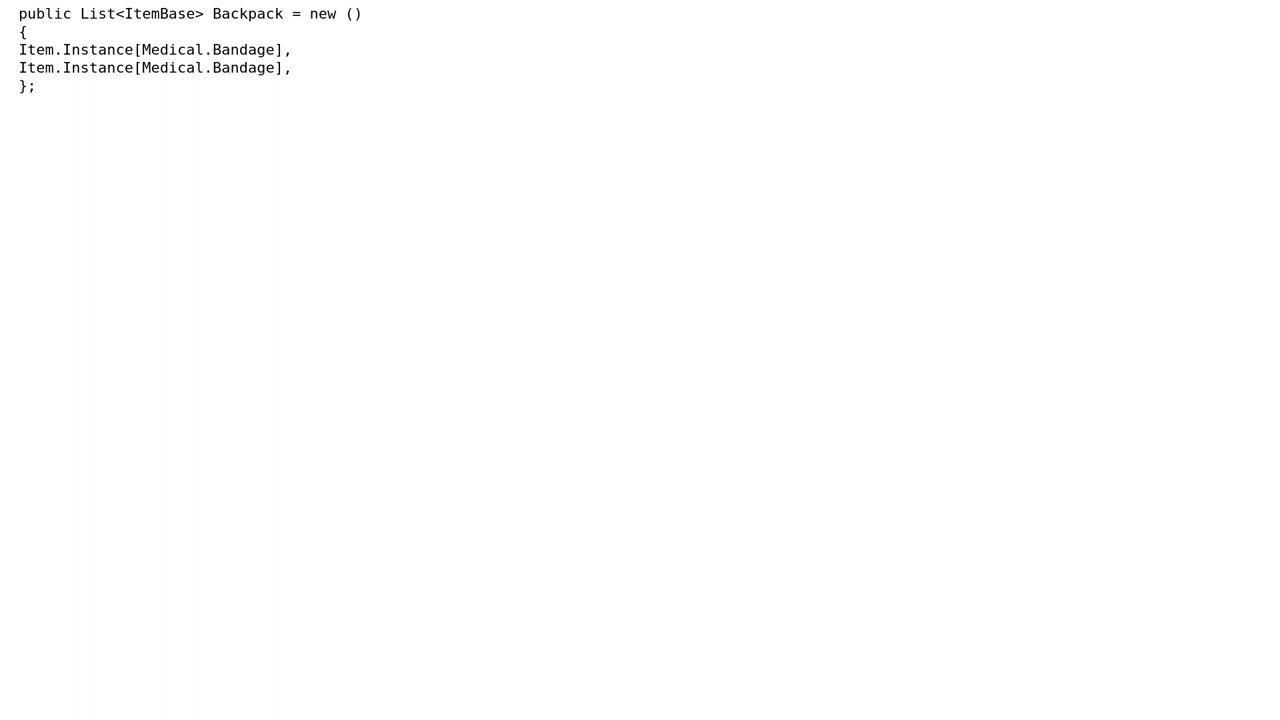 public List<ItemBase> Backpack = new ()
{
Item.Instance[Medical.Bandage],
Item.Instance[Medical.Bandage],
};